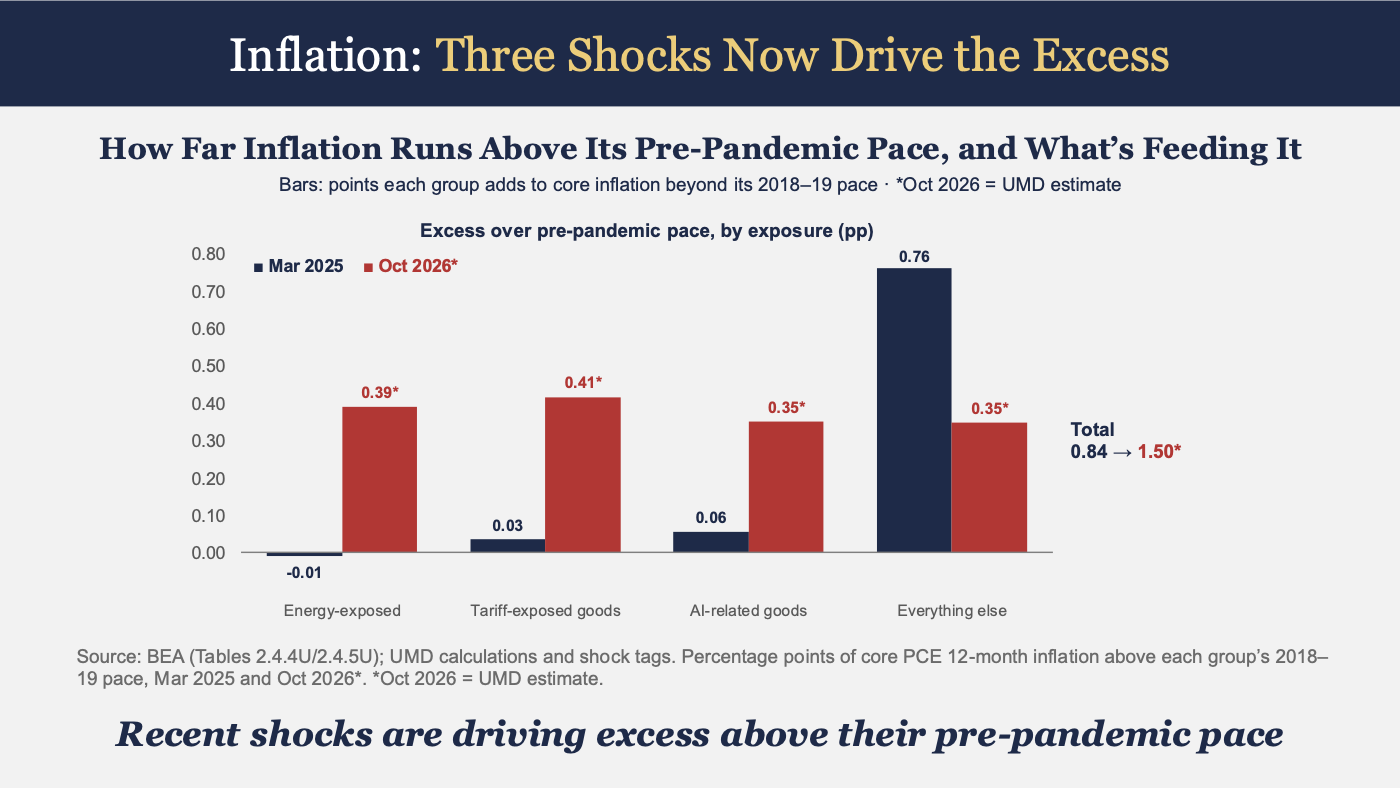 Inflation: Three Shocks Now Drive the Excess
How Far Inflation Runs Above Its Pre-Pandemic Pace, and What’s Feeding It
Bars: points each group adds to core inflation beyond its 2018–19 pace · *Oct 2026 = UMD estimate
Excess over pre-pandemic pace, by exposure (pp)
■ Mar 2025 ■ Oct 2026*
0.80
0.70
0.60
0.50
0.40
0.30
0.20
0.10
0.00
-0.01
0.39*
0.03
0.41*
0.06
0.35*
0.76
0.35*
Total
0.84 → 1.50*
Energy-exposed
Tariff-exposed goods
AI-related goods
Everything else
Source: BEA (Tables 2.4.4U/2.4.5U); UMD calculations and shock tags. Percentage points of core PCE 12-month inflation above each group’s 2018–
19 pace, Mar 2025 and Oct 2026*. *Oct 2026 = UMD estimate.
Recent shocks are driving excess above their pre-pandemic pace